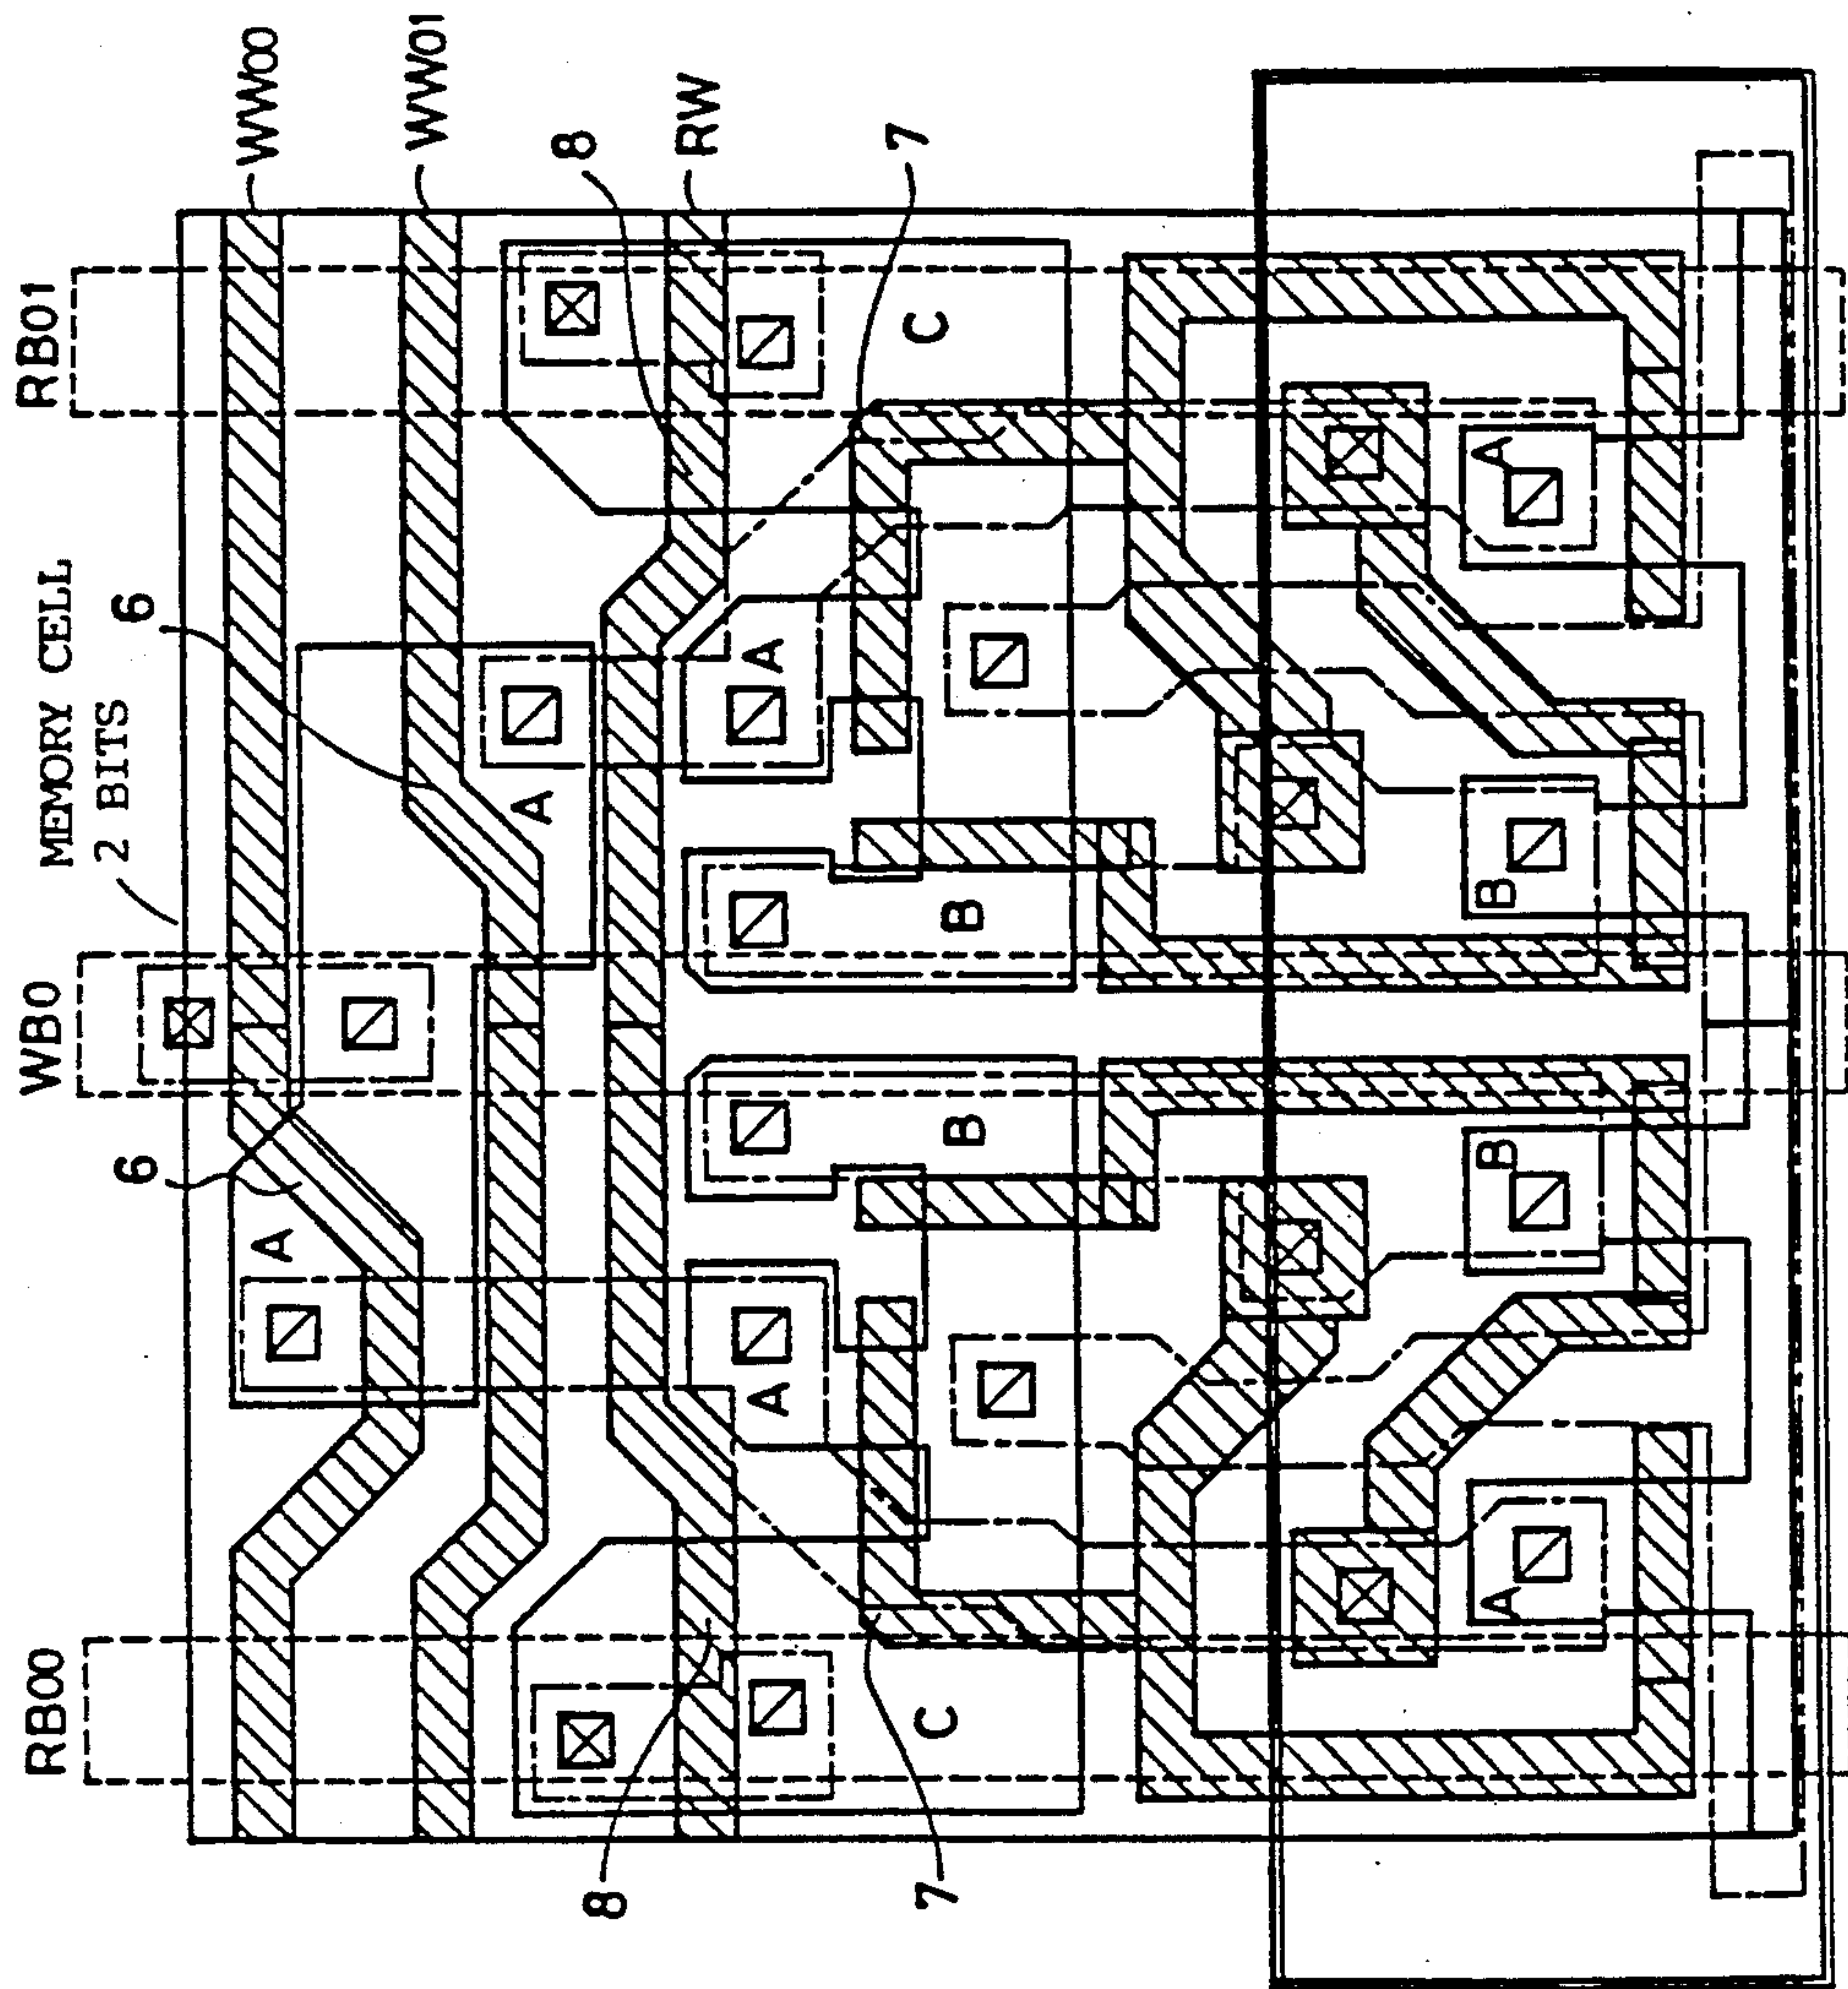 RB00 WB0 RB01
MEMORY CELL
2 BITS
6 6
A WW00
WW01
A
8 8
RW
A A
7 7
C B B C
A B B A